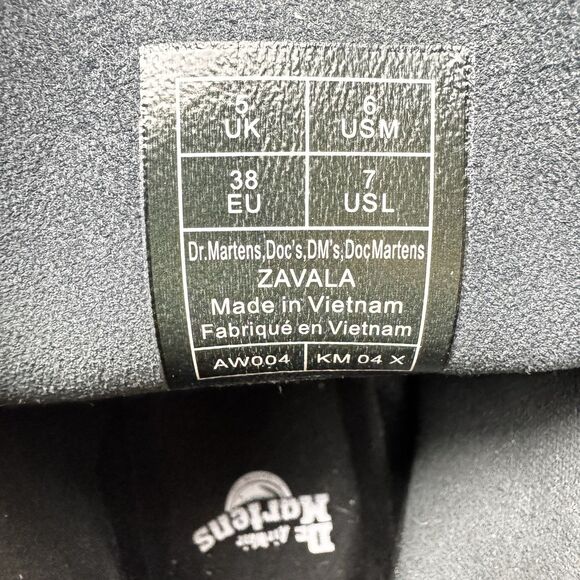 5 UK 6 USM
38 EU 7 USL
Dr.Martens,Doc's,DM's,DocMartens
ZAVALA
Made in Vietnam
Fabriqué en Vietnam
AW004 KM 04 X
Dr. Martens
AirWair